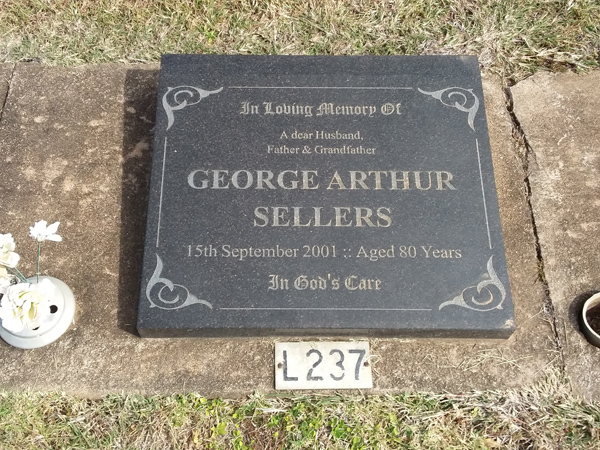 In Loving Memory Of
A dear Husband,
Father & Grandfather
GEORGE ARTHUR
SELLERS
15th September 2001 :: Aged 80 Years
In God's Care
L237